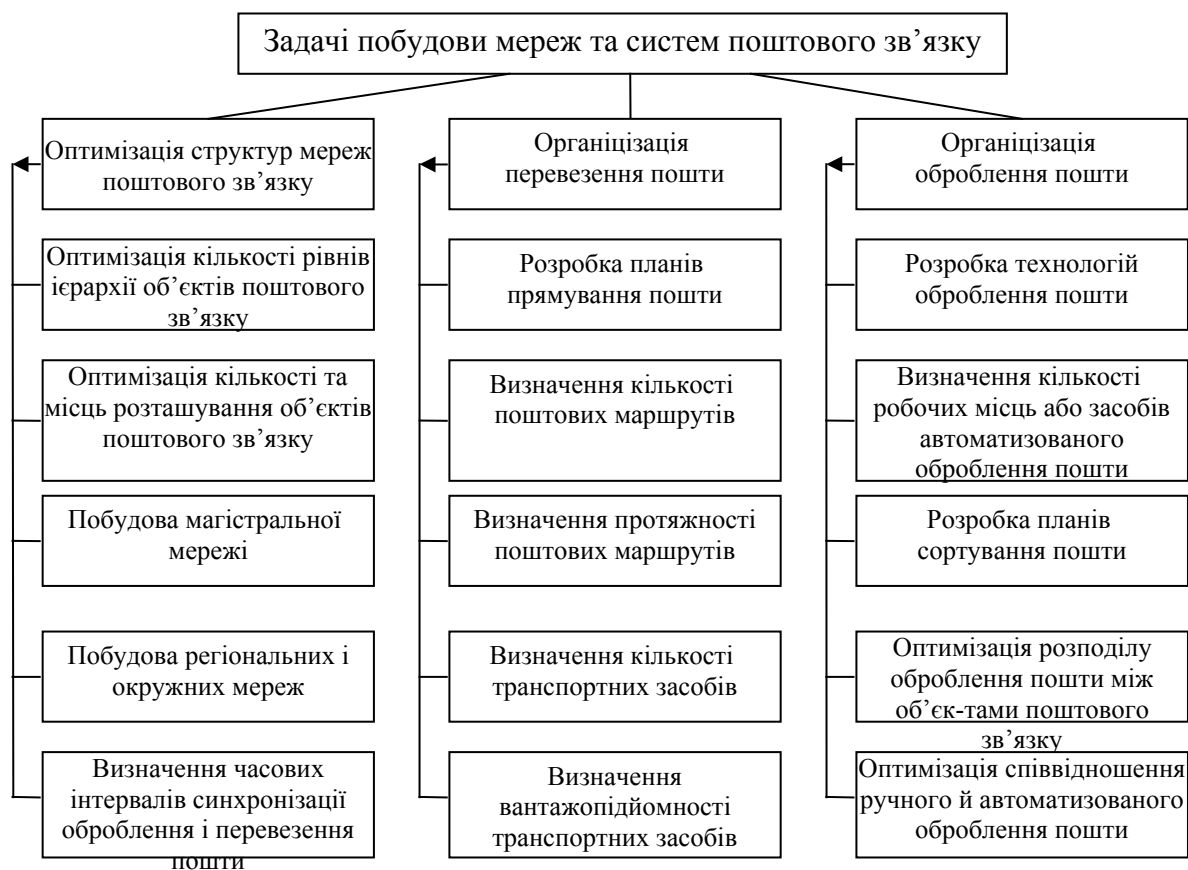 Задачі побудови мереж та систем поштового зв’язку
Оптимізація структур мереж
поштового зв’язку
Оптимізація кількості рівнів
ієрархії об’єктів поштового
зв’язку
Оптимізація кількості та
місць розташування об’єктів
поштового зв’язку
Побудова магістральної
мережі
Побудова регіональних і
окружних мереж
Визначення часових
інтервалів синхронізації
оброблення і перевезення
пошти
Органіцізація
перевезення пошти
Розробка планів
прямування пошти
Визначення кількості
поштових маршрутів
Визначення протяжності
поштових маршрутів
Визначення кількості
транспортних засобів
Визначення
вантажопідйомності
транспортних засобів
Органіцізація
оброблення пошти
Розробка технологій
оброблення пошти
Визначення кількості
робочих місць або засобів
автоматизованого
оброблення пошти
Розробка планів
сортування пошти
Оптимізація розподілу
оброблення пошти між
об’єк-тами поштового
зв’язку
Оптимізація співвідношення
ручного й автоматизованого
оброблення пошти